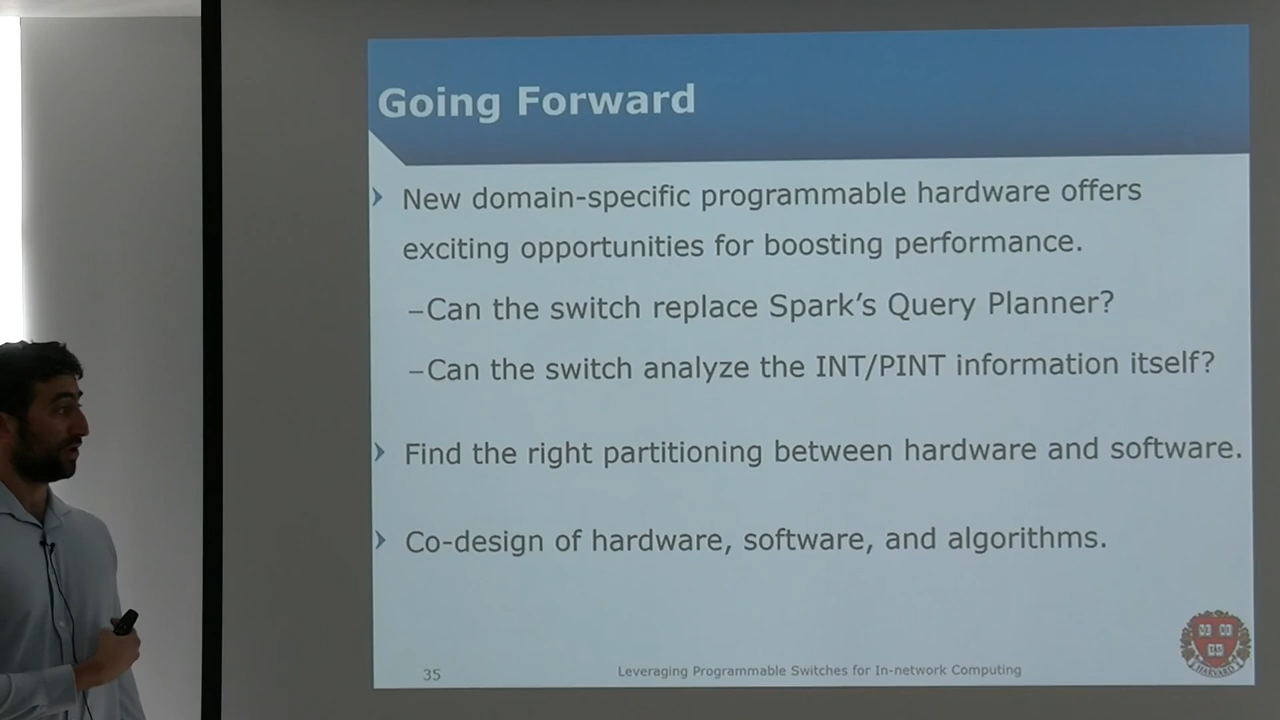 Going Forward
New domain-specific programmable hardware offers
exciting opportunities for boosting performance.
–Can the switch replace Spark's Query Planner?
–Can the switch analyze the INT/PINT information itself?
Find the right partitioning between hardware and software.
Co-design of hardware, software, and algorithms.
35
Leveraging Programmable Switches for In-network Computing
HARVARD